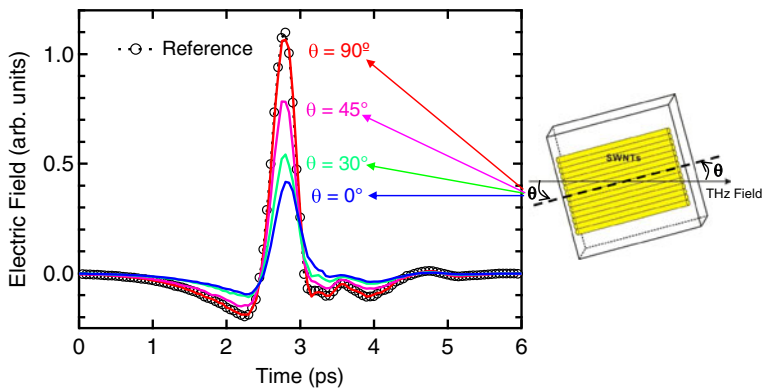 Electric Field (arb. units)
1.0
0.5
0.0
0
1
2
3
4
5
6
Time (ps)
Reference
θ = 90º
θ = 45°
θ = 30°
θ = 0°
SWNTs
θ
θ
THz Field